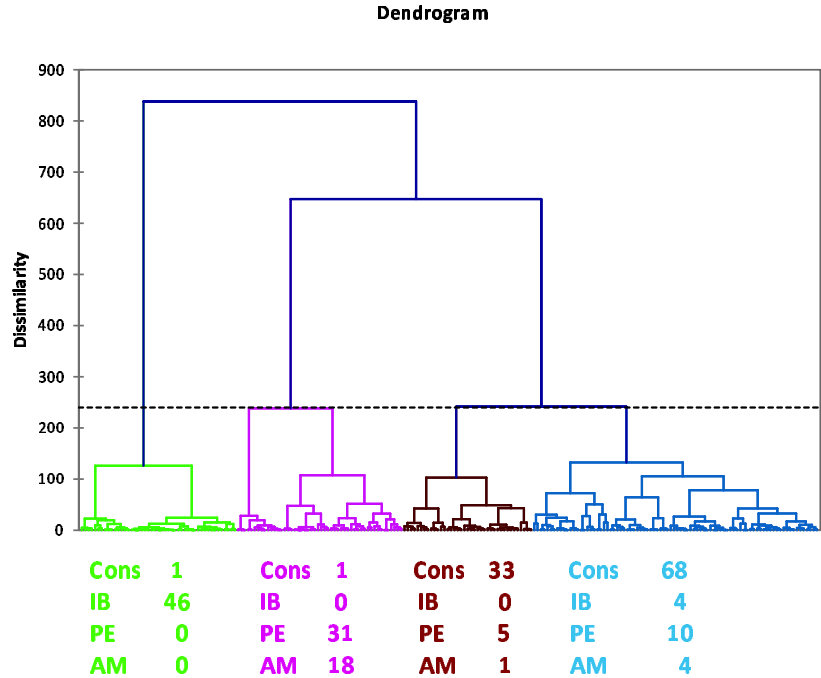 Dendrogram
900
800
700
600
500
400
300
200
100
0
Dissimilarity
Cons 1 Cons 1 Cons 33 Cons 68
IB 46 IB 0 IB 0 IB 4
PE 0 PE 31 PE 5 PE 10
AM 0 AM 18 AM 1 AM 4